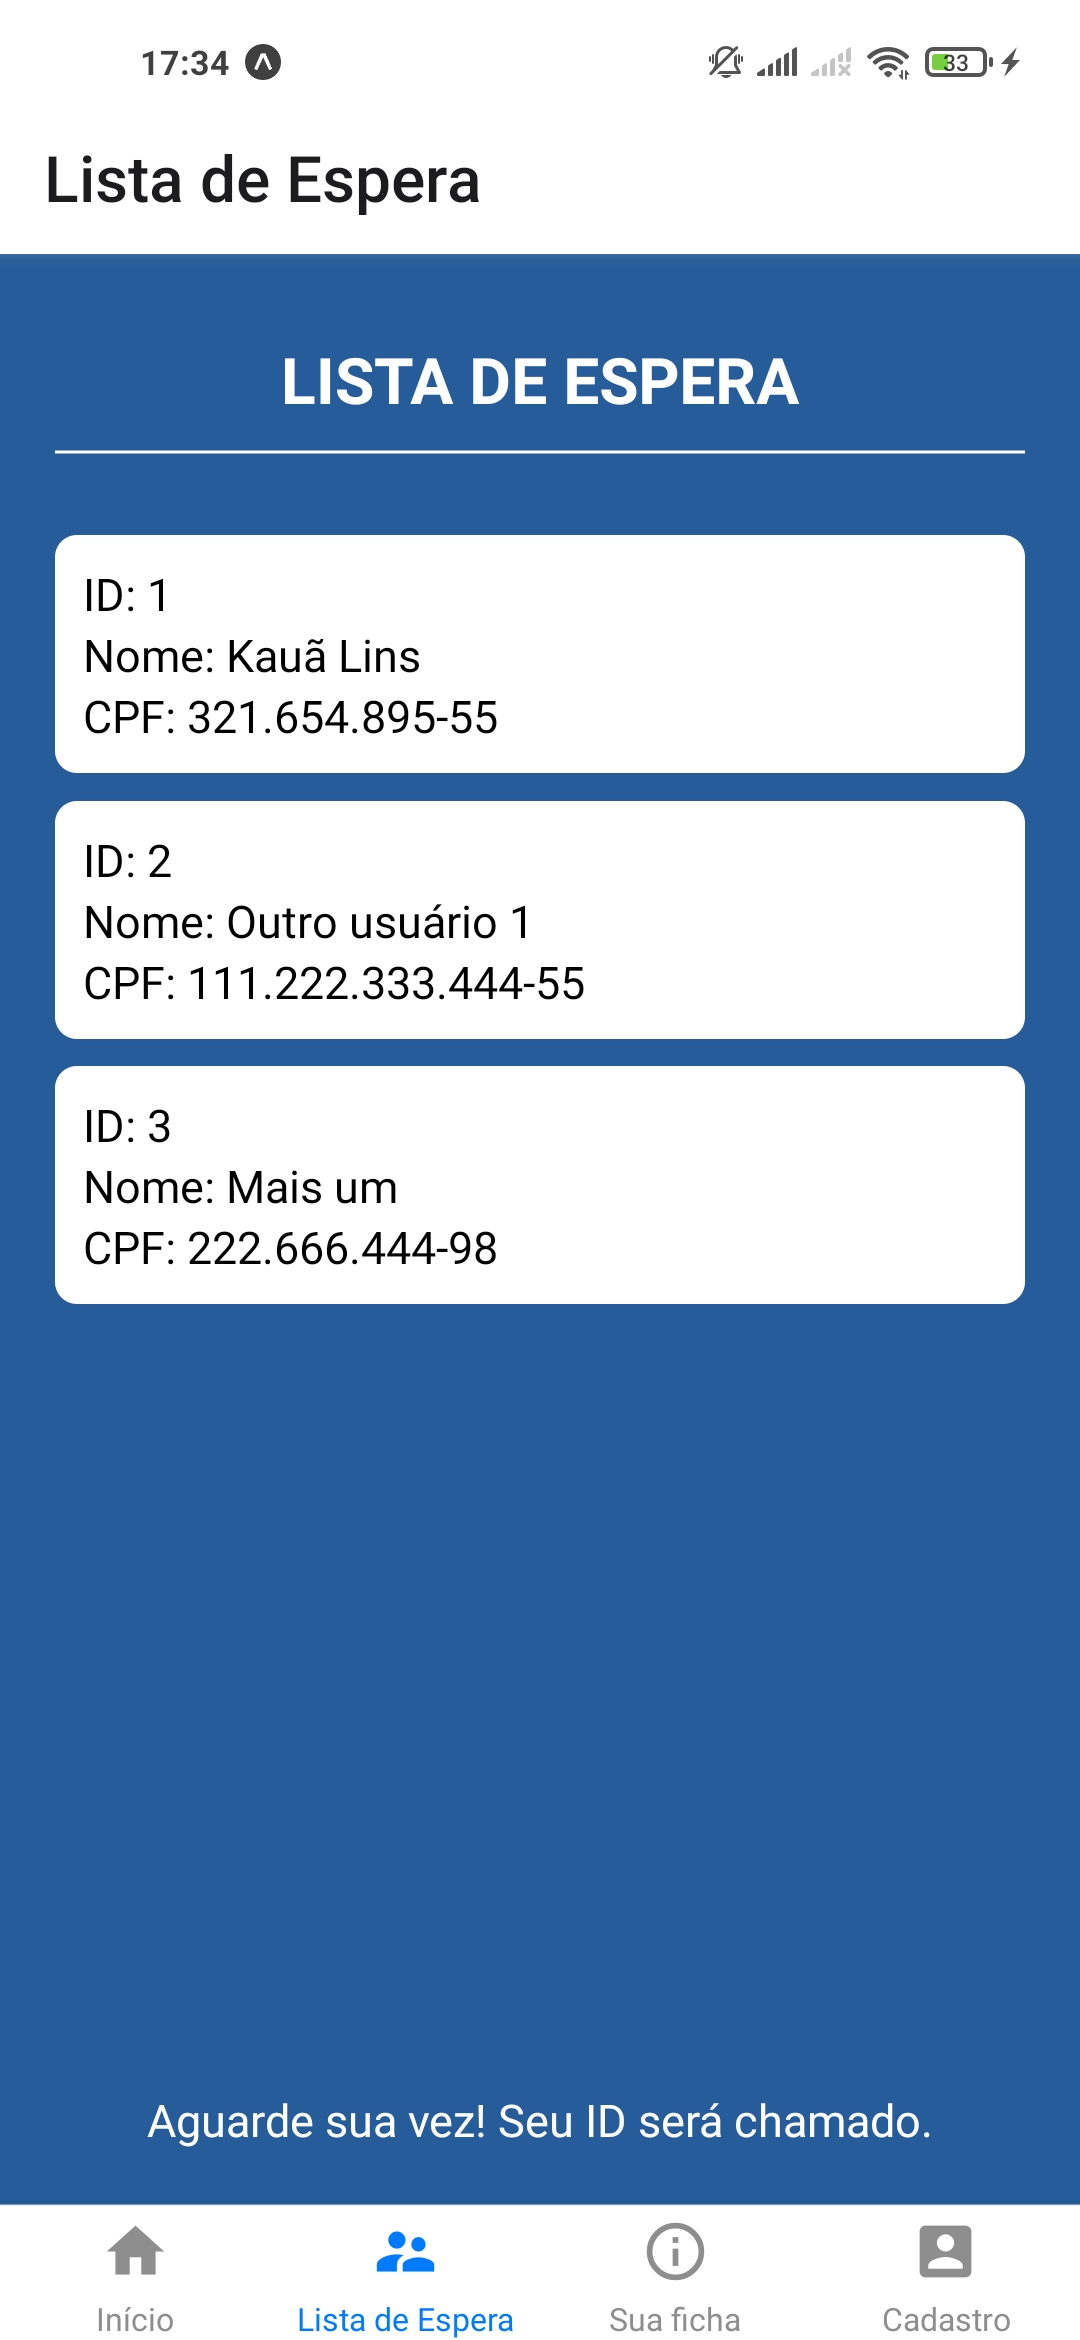 17:34
33
Lista de Espera
LISTA DE ESPERA
ID: 1
Nome: Kauã Lins
CPF: 321.654.895-55
ID: 2
Nome: Outro usuário 1
CPF: 111.222.333.444-55
ID: 3
Nome: Mais um
CPF: 222.666.444-98
Aguarde sua vez! Seu ID será chamado.
Início
Lista de Espera
Sua ficha
Cadastro